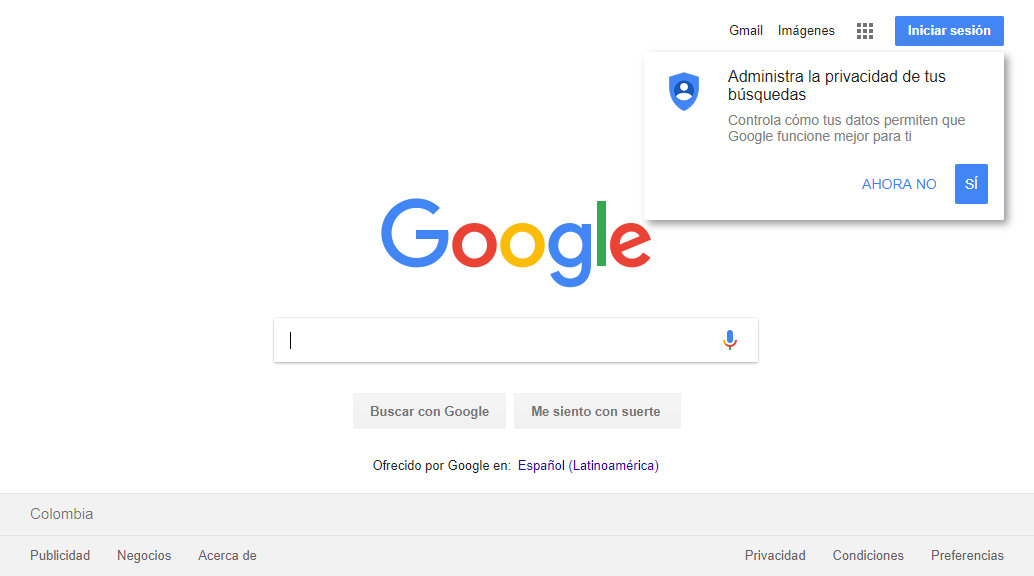 Gmail Imágenes Iniciar sesión
Administra la privacidad de tus
búsquedas
Controla cómo tus datos permiten que
Google funcione mejor para ti
AHORA NO SÍ
Google
Buscar con Google Me siento con suerte
Ofrecido por Google en: Español (Latinoamérica)
Colombia
Publicidad Negocios Acerca de Privacidad Condiciones Preferencias